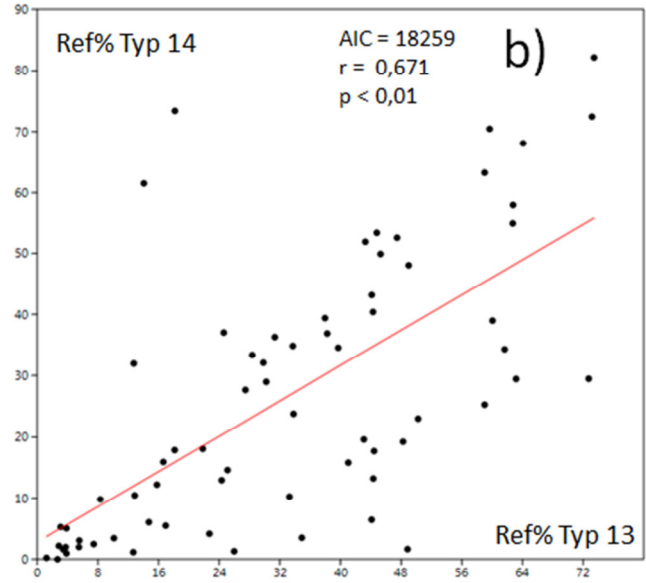 90
Ref% Typ 14
AIC = 18259
r = 0,671
p < 0,01
b)
80
70
60
50
40
30
20
10
0
Ref% Typ 13
0 8 16 24 32 40 48 56 64 72